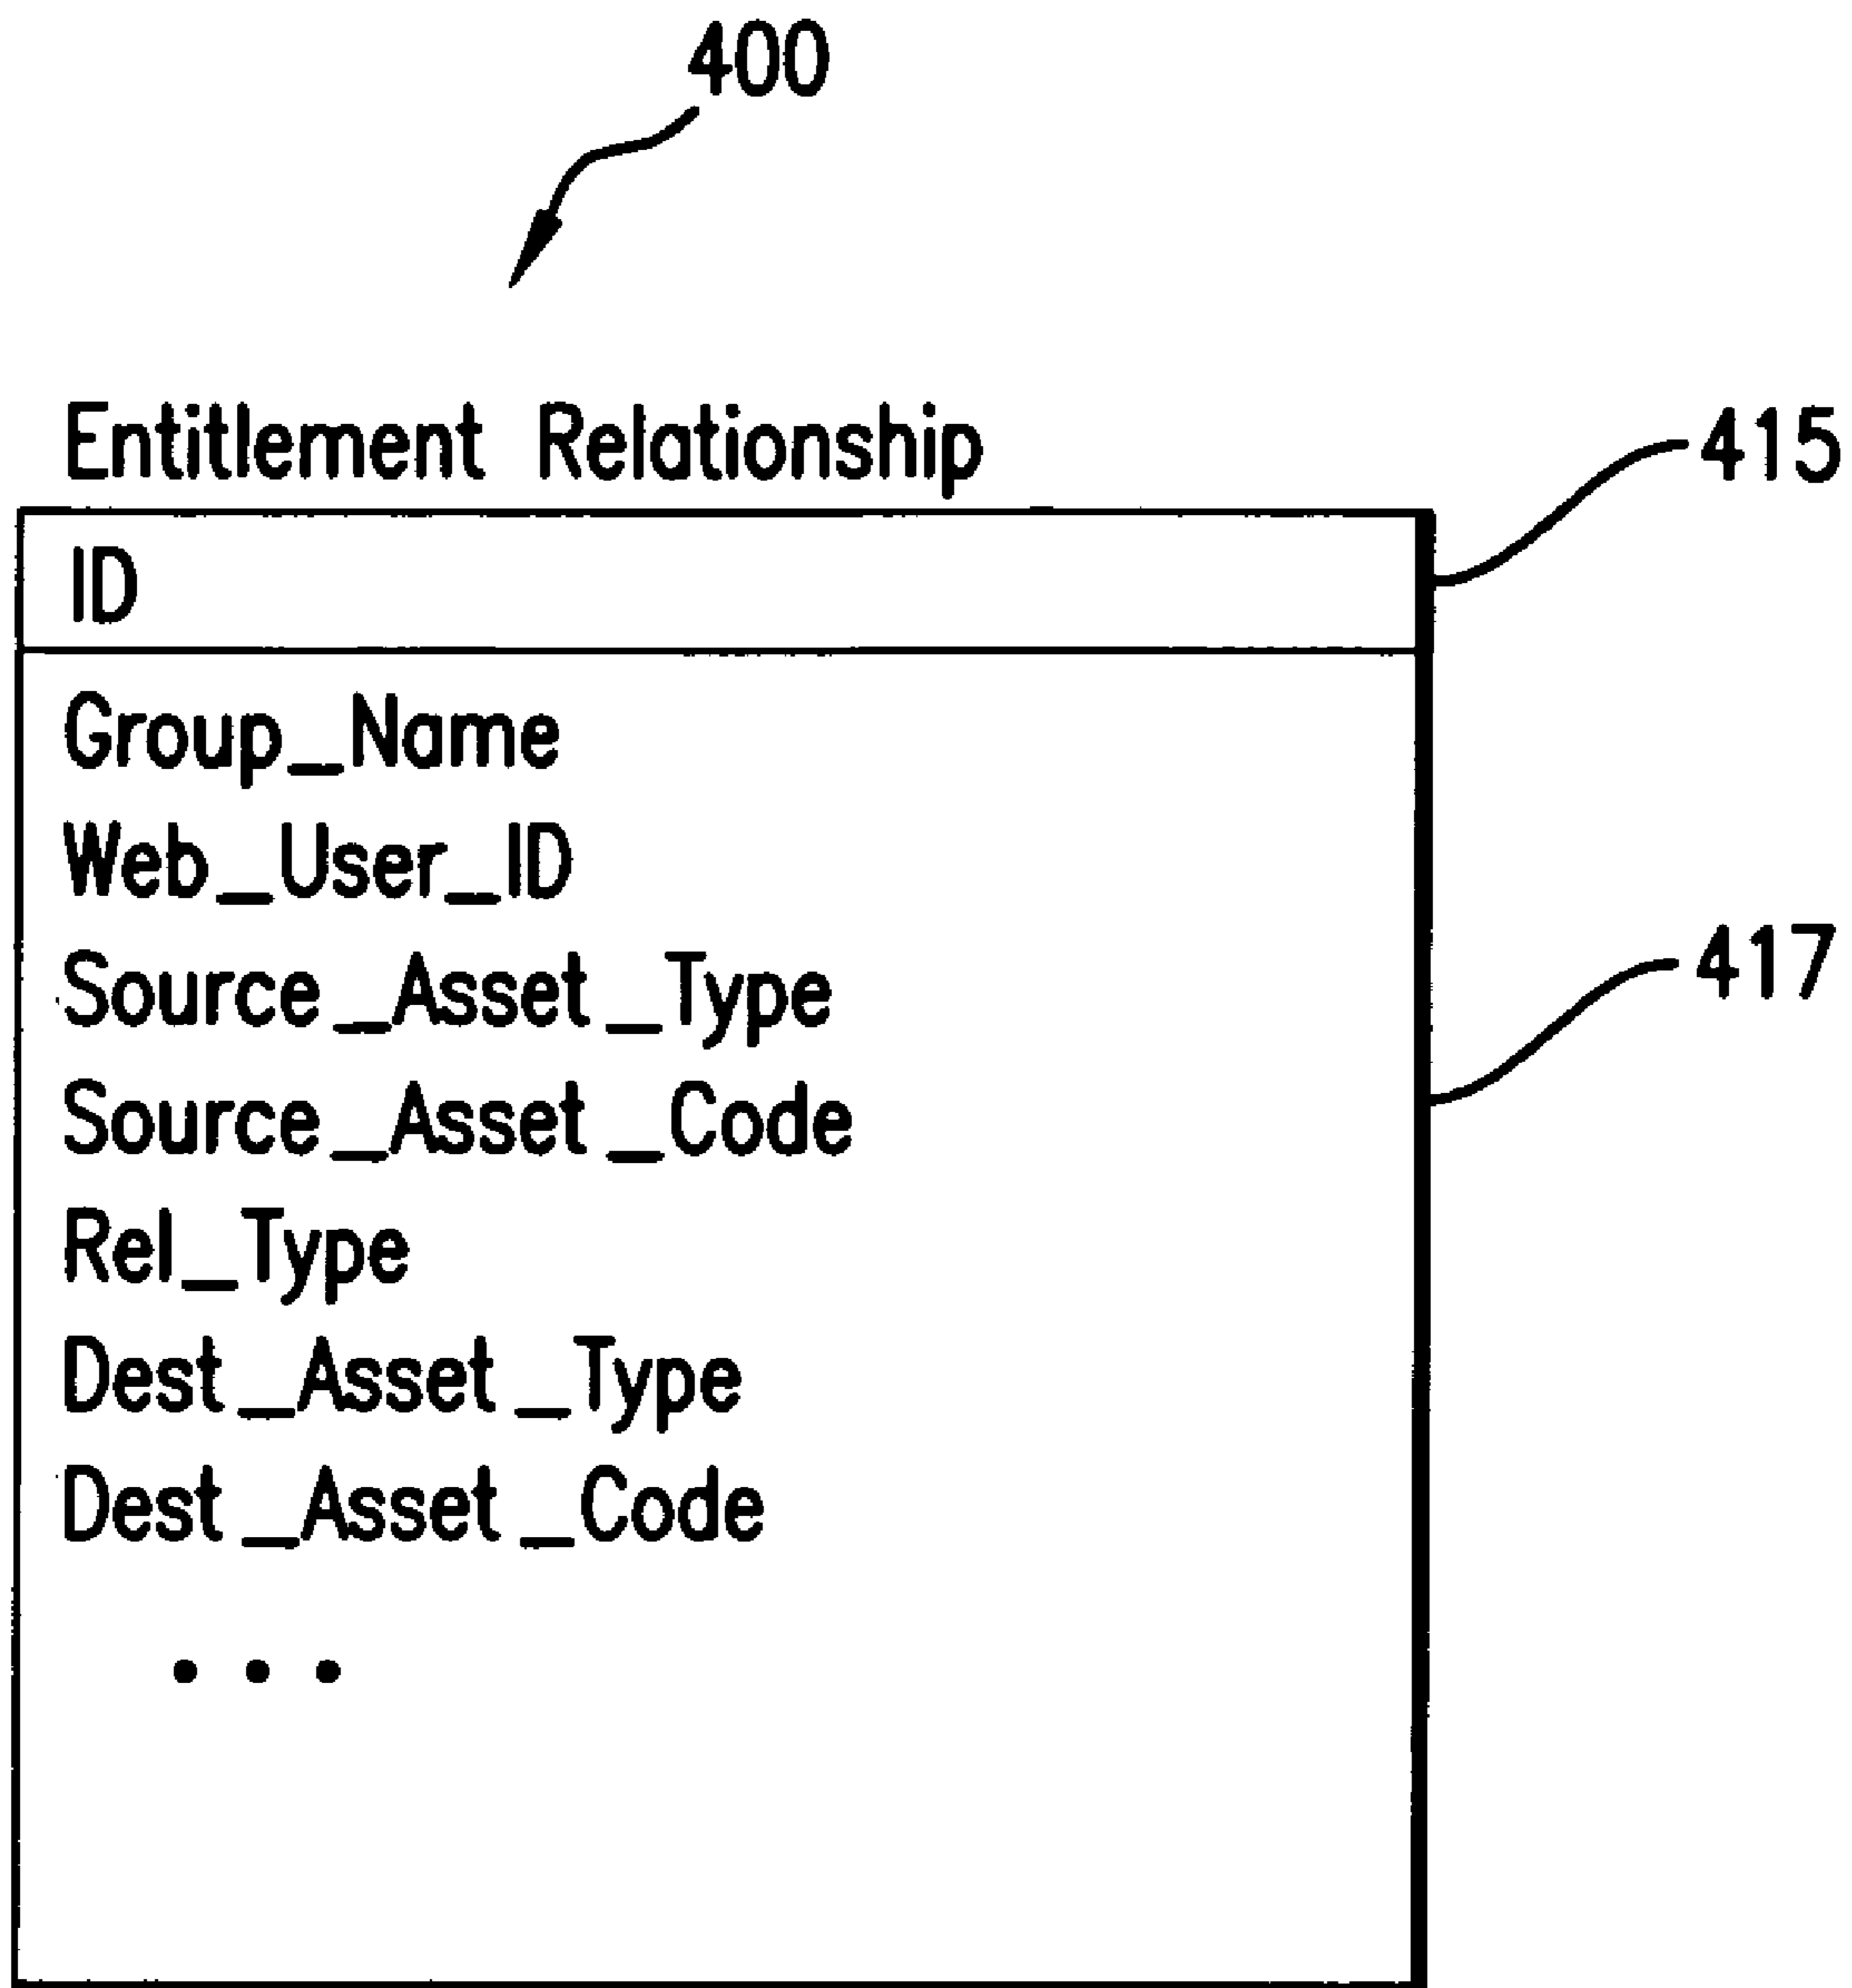 400
Entitlement Relationship
415
ID
Group_Name
Web_User_ID
Source_Asset_Type
417
Source_Asset_Code
Rel_Type
Dest_Asset_Type
Dest_Asset_Code
...